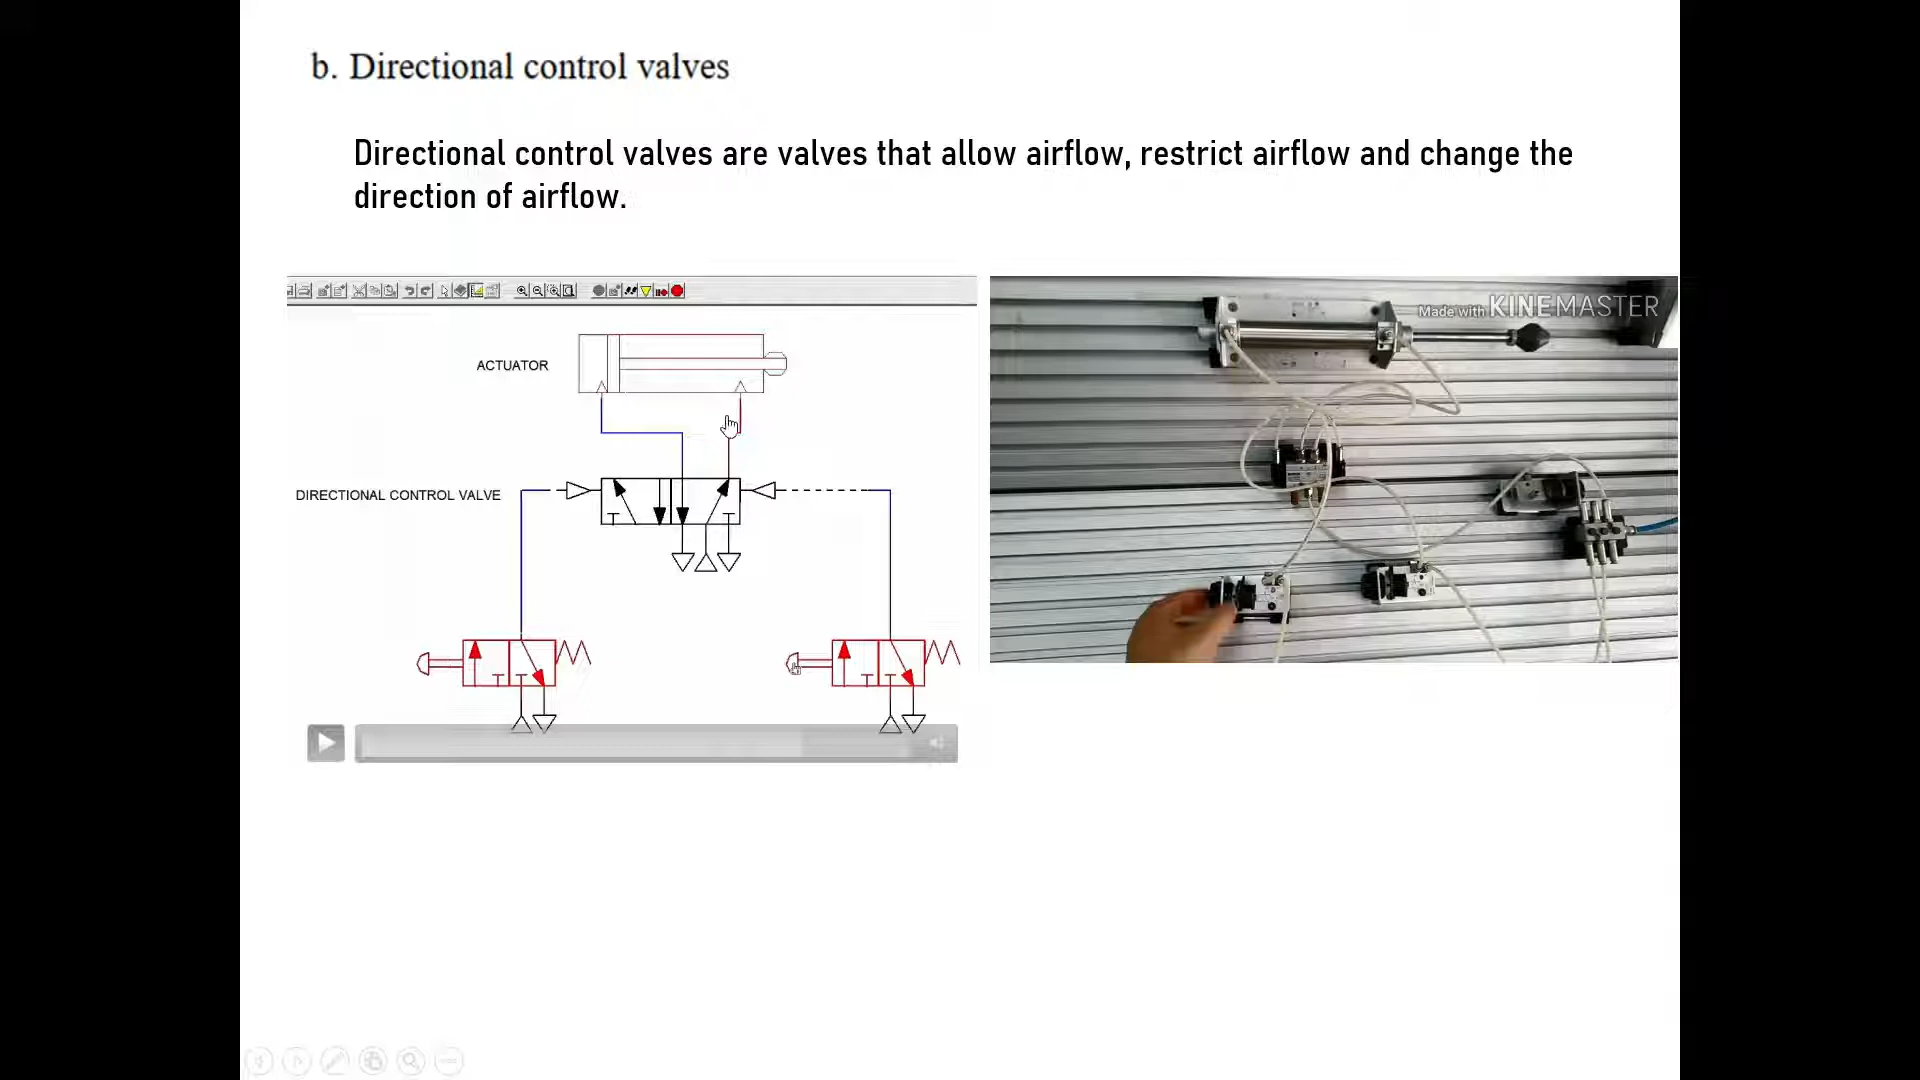 b. Directional control valves
Directional control valves are valves that allow airflow, restrict airflow and change the
direction of airflow.
ACTUATOR
DIRECTIONAL CONTROL VALVE
Made with KINEMASTER